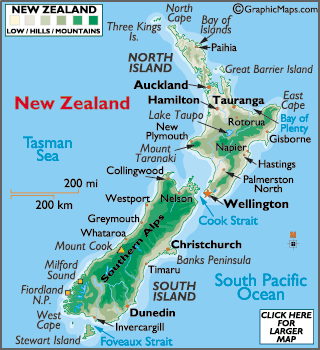 NEW ZEALAND
LOW / HILLS / MOUNTAINS
©GraphicMaps.com
North
Cape
Three Kings
Is.
Bay of
Islands
Paihia
NORTH
ISLAND
Great Barrier Island
Auckland
Hamilton
Tauranga
East
Cape
New Zealand
Lake Taupo
Rotorua
Bay of
Plenty
New
Plymouth
Gisborne
Tasman
Sea
Mount
Taranaki
Napier
Hastings
Collingwood
Palmerston
North
200 mi
200 km
Westport
Nelson
Wellington
Cook Strait
Greymouth
Whataroa
Mount Cook
Southern Alps
Christchurch
Banks Peninsula
Milford
Sound
Timaru
Fiordland
N.P.
SOUTH
ISLAND
South Pacific
Ocean
West
Cape
Dunedin
Invercargill
Stewart Island
Foveaux Strait
CLICK HERE
FOR
LARGER
MAP